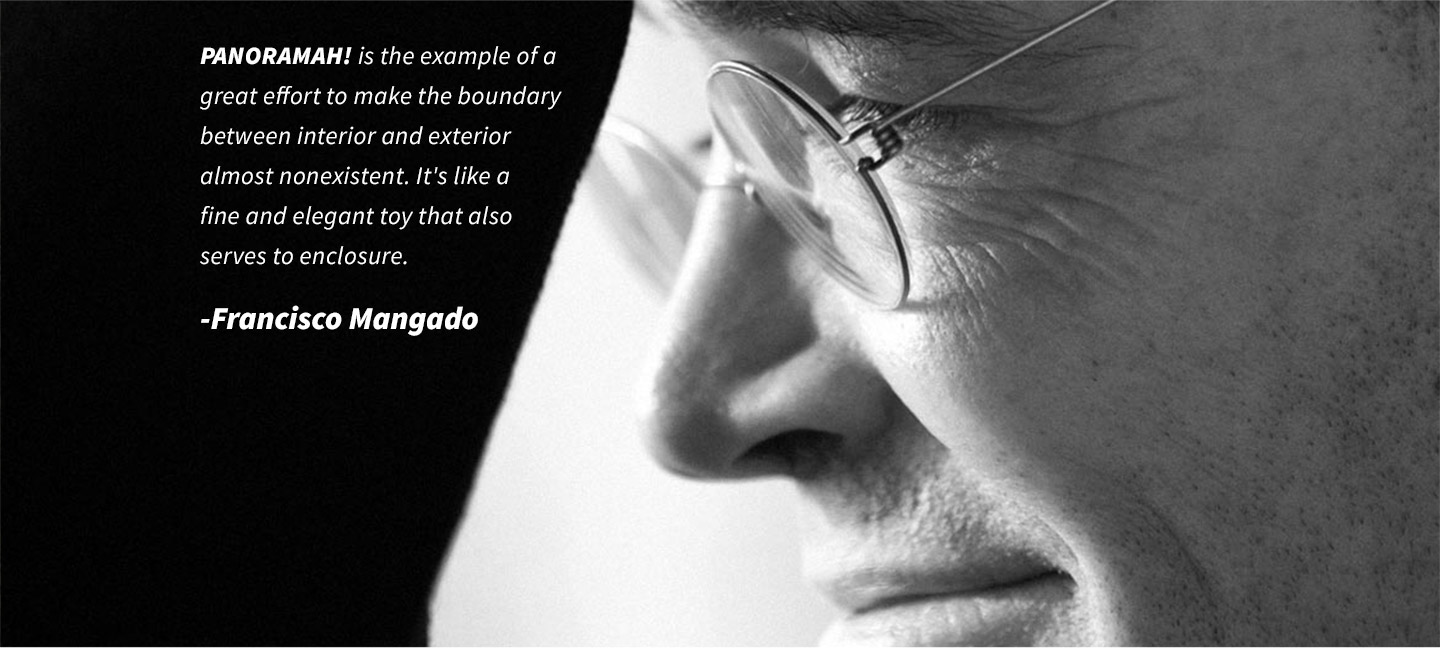 PANORAMAH! is the example of a
great effort to make the boundary
between interior and exterior
almost nonexistent. It's like a
fine and elegant toy that also
serves to enclosure.
-Francisco Mangado